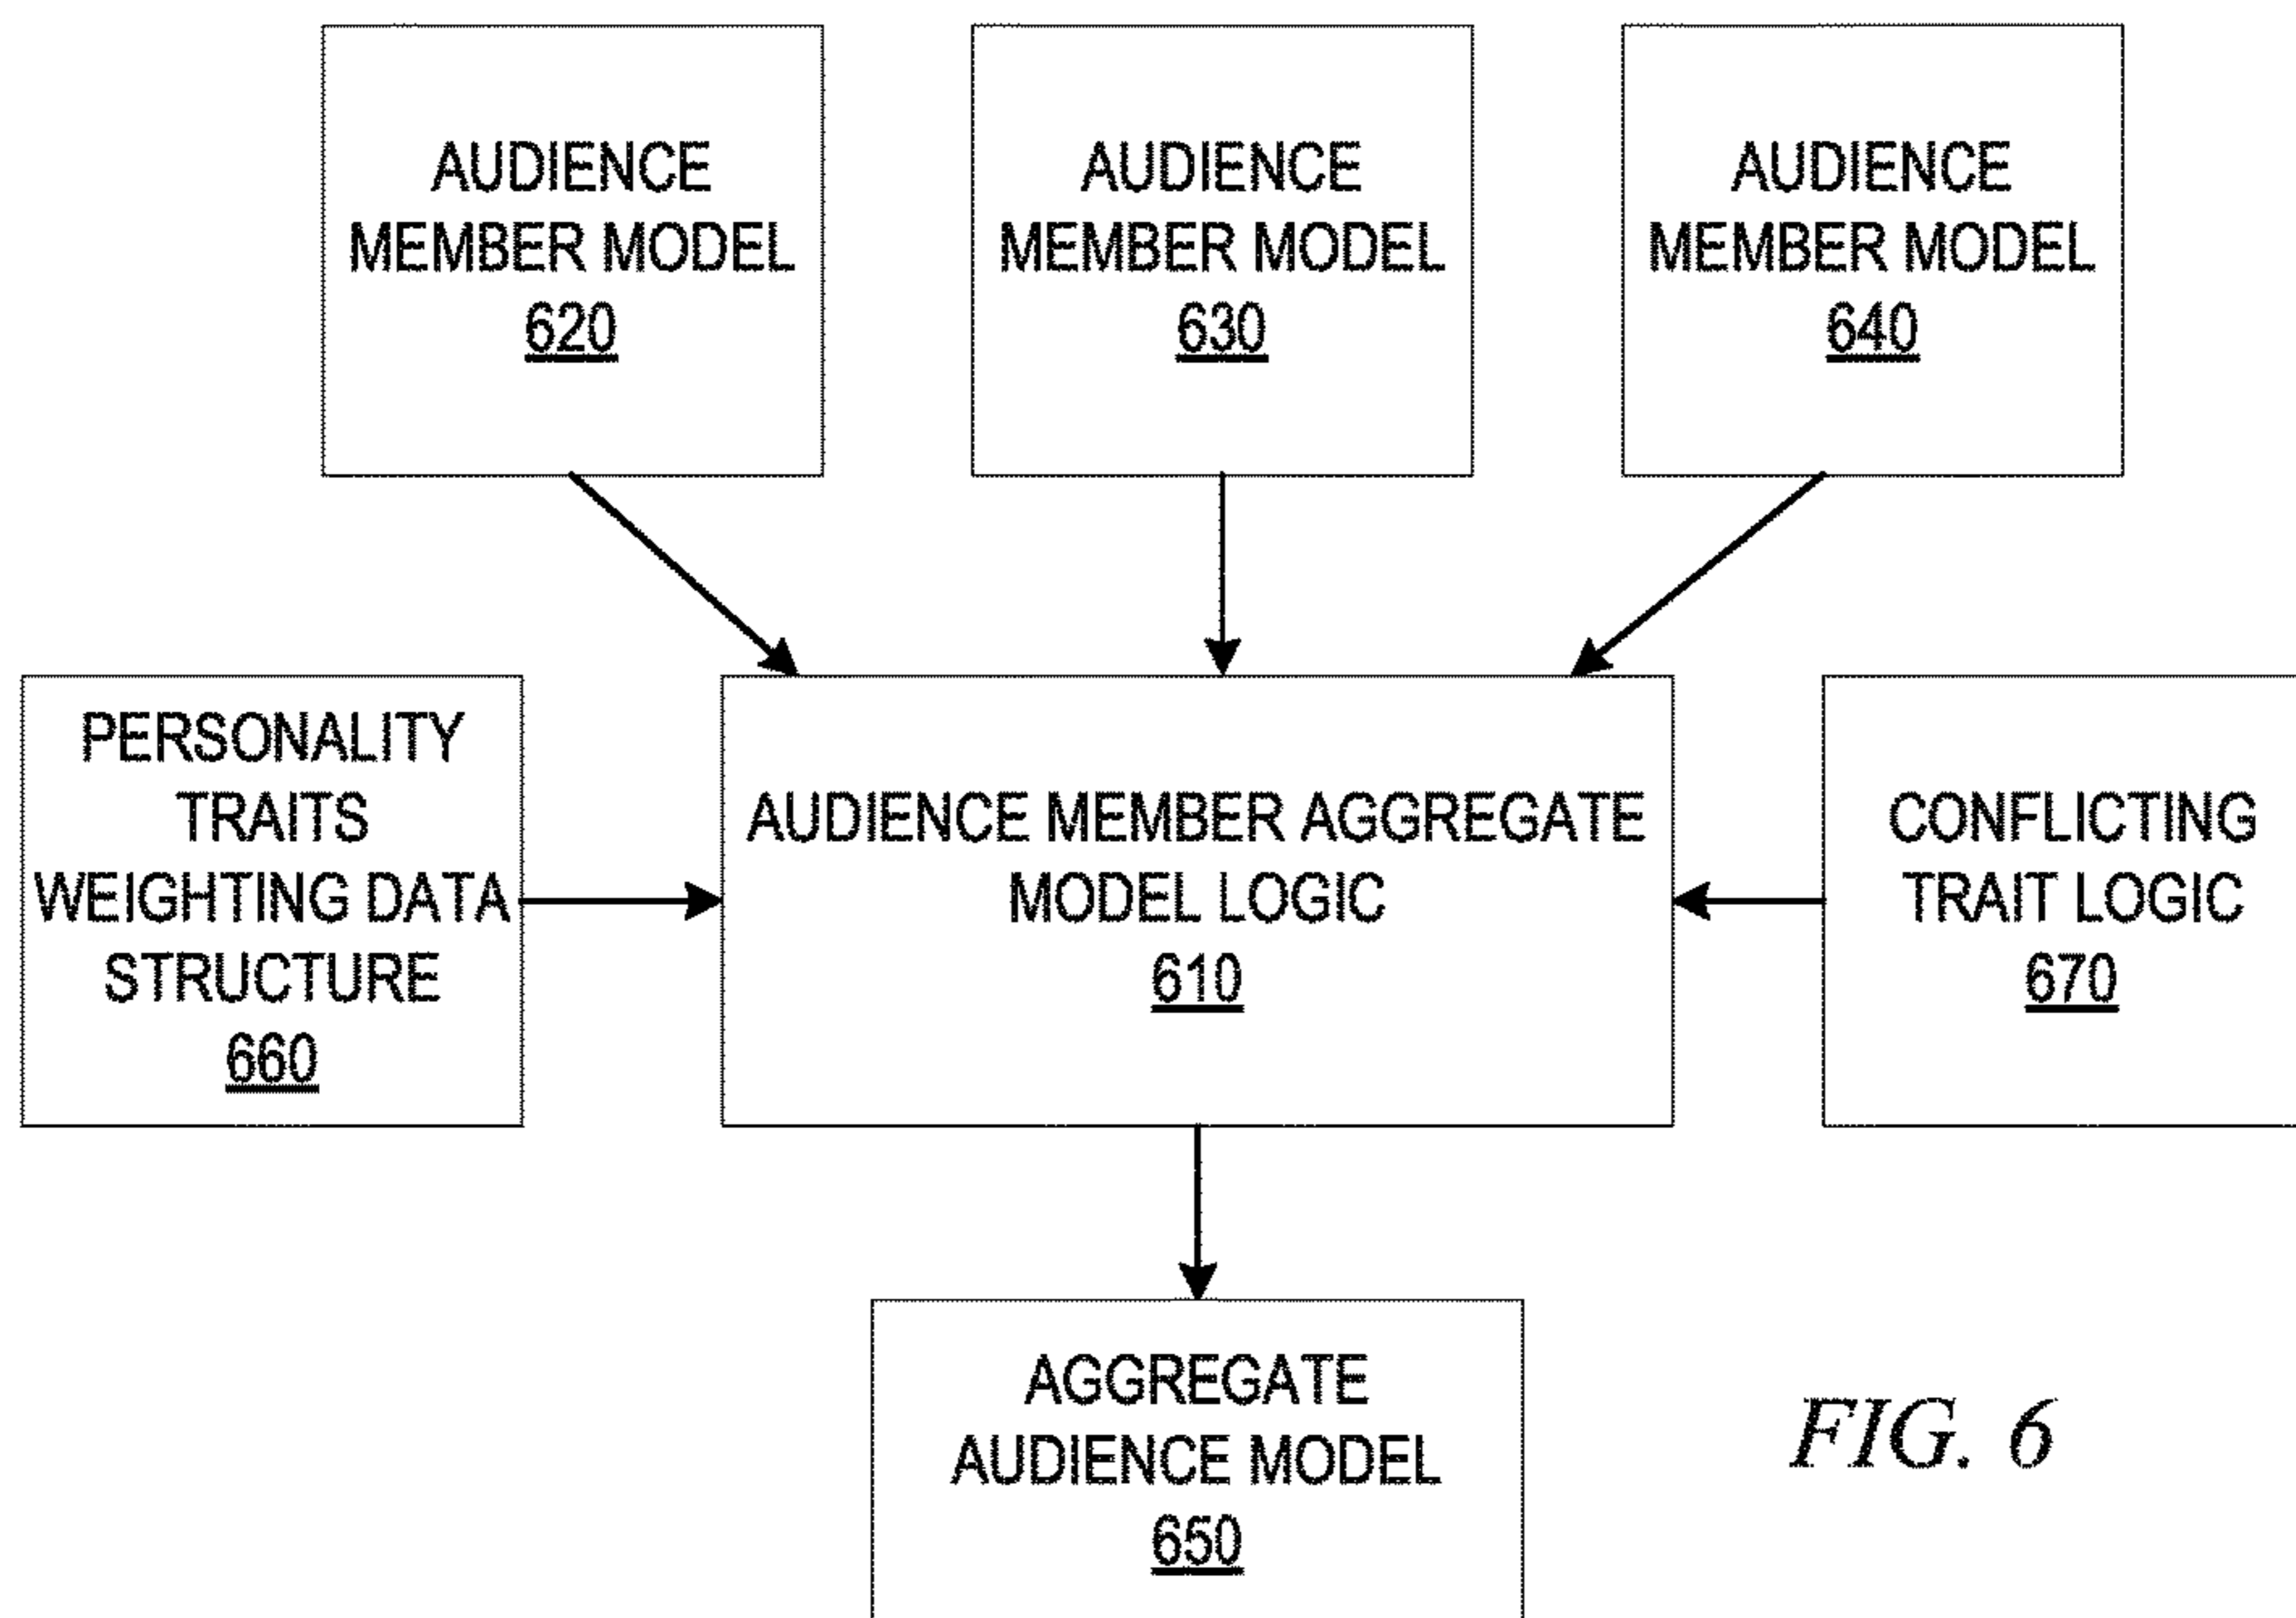 AUDIENCE
MEMBER MODEL
620
AUDIENCE
MEMBER MODEL
630
AUDIENCE
MEMBER MODEL
640
PERSONALITY
TRAITS
WEIGHTING DATA
STRUCTURE
660
AUDIENCE MEMBER AGGREGATE
MODEL LOGIC
610
CONFLICTING
TRAIT LOGIC
670
AGGREGATE
AUDIENCE MODEL
650
FIG. 6